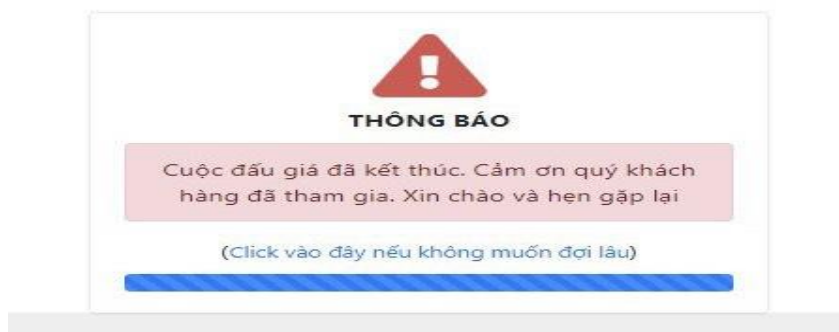 THÔNG BÁO
Cuộc đấu giá đã kết thúc. Cảm ơn quý khách
hàng đã tham gia. Xin chào và hẹn gặp lại
(Click vào đây nếu không muốn đợi lâu)